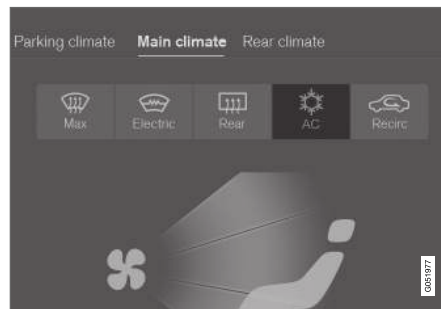 Parking climate Main climate Rear climate
Max Electric Rear AC Recirc
G051977